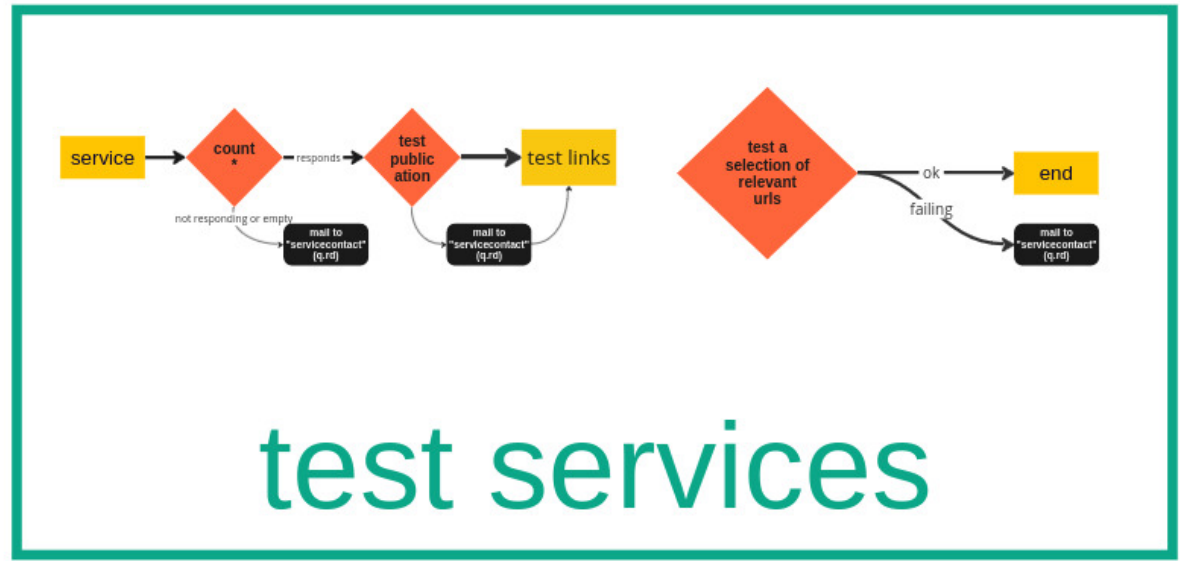 service
count
*
responds
not responding or empty
mail to
"servicecontact"
(q.rd)
test
public
ation
mail to
"servicecontact"
(q.rd)
test links
test a
selection of
relevant
urls
ok
end
failing
mail to
"servicecontact"
(q.rd)
test services